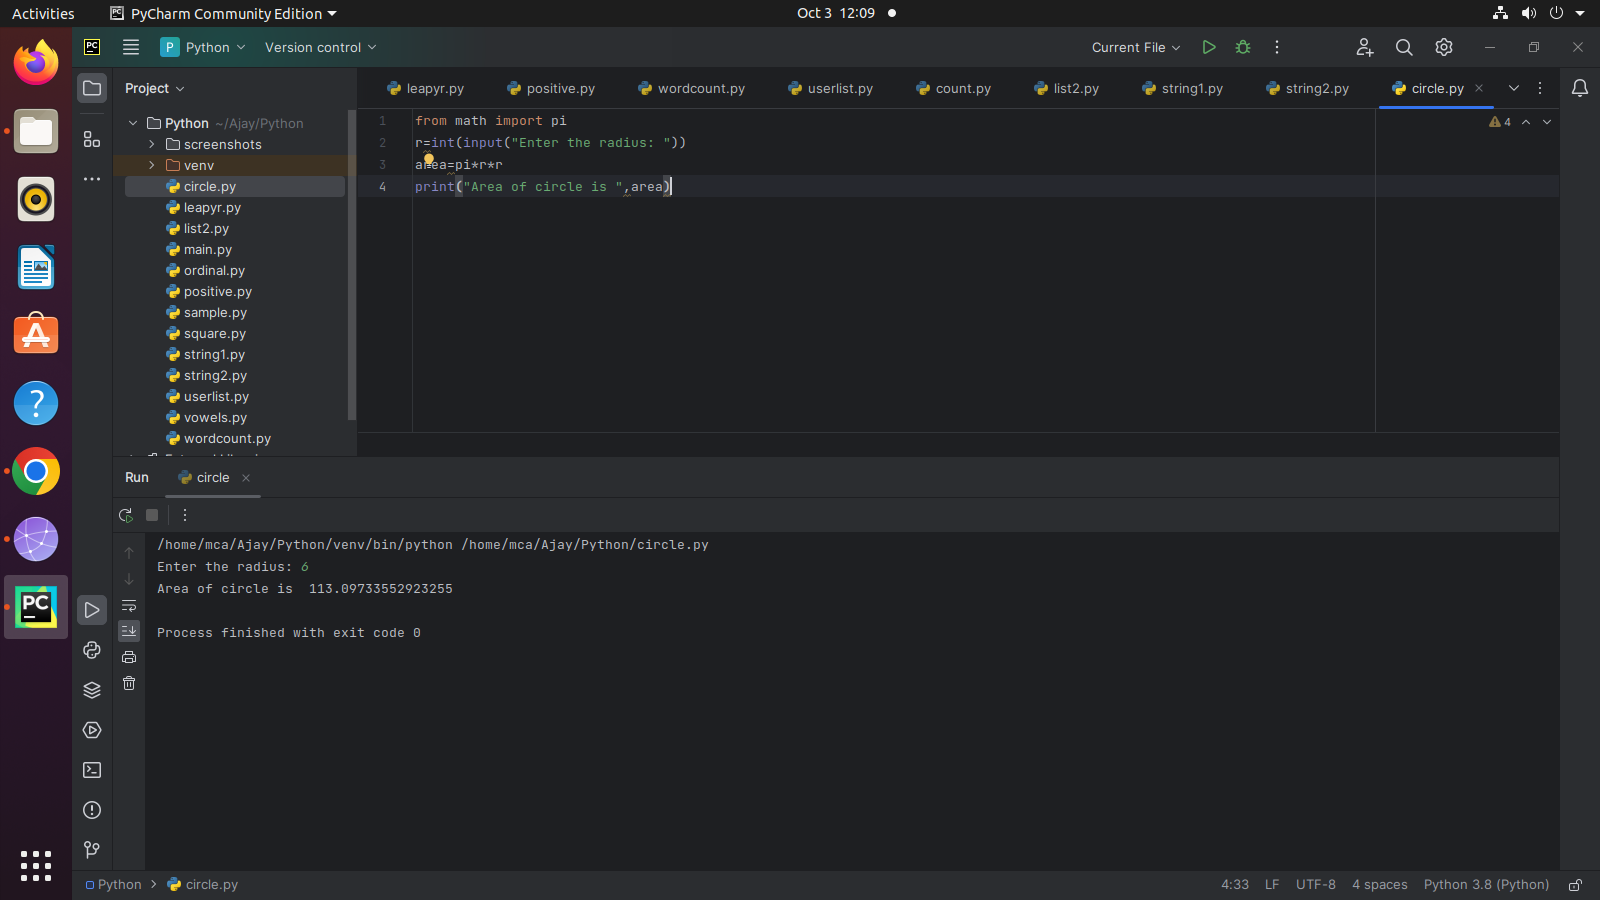 Activities
PyCharm Community Edition
Oct 3 12:09
PC
P Python
Version control
Current File
Project
leapyr.py
positive.py
wordcount.py
userlist.py
count.py
list2.py
string1.py
string2.py
circle.py
Python ~/Ajay/Python
screenshots
venv
circle.py
leapyr.py
list2.py
main.py
ordinal.py
positive.py
sample.py
square.py
string1.py
string2.py
userlist.py
vowels.py
wordcount.py
1 from math import pi
2 r=int(input("Enter the radius: "))
3 area=pi*r*r
4 print("Area of circle is ",area)
4
Run
circle
/home/mca/Ajay/Python/venv/bin/python /home/mca/Ajay/Python/circle.py
Enter the radius: 6
Area of circle is  113.09733552923255
Process finished with exit code 0
PC
Python
circle.py
4:33
LF
UTF-8
4 spaces
Python 3.8 (Python)